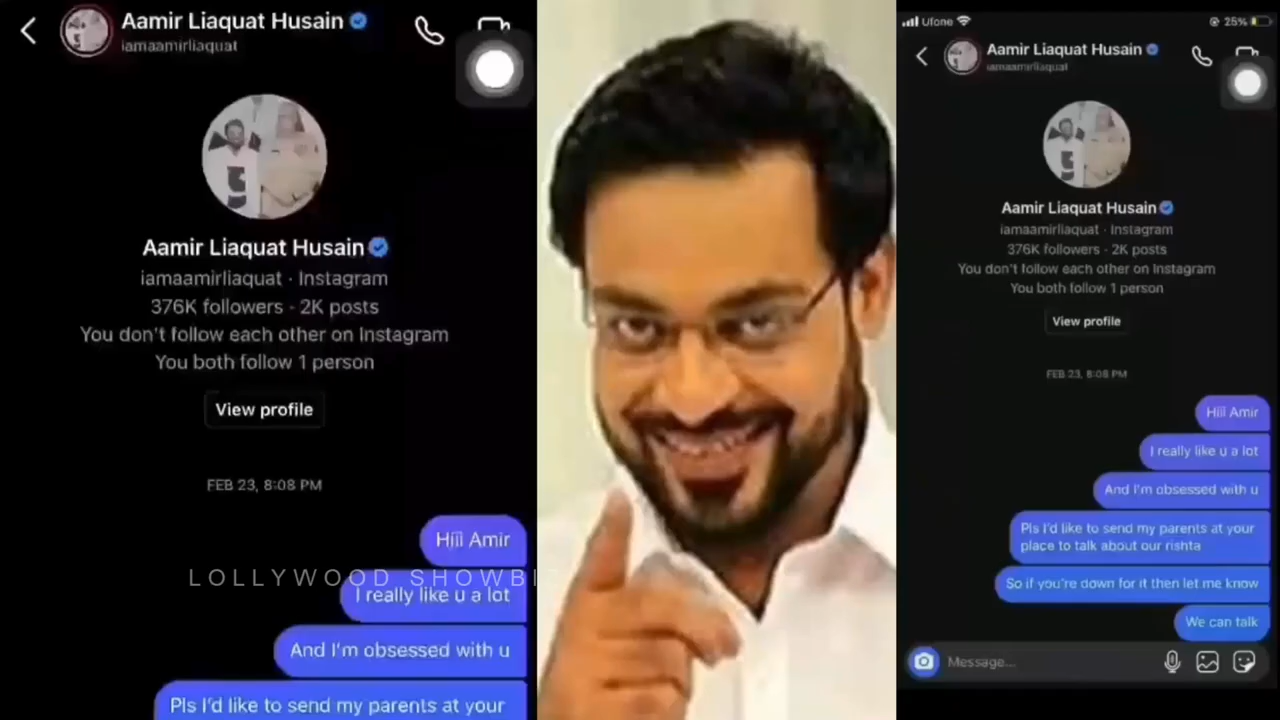 Aamir Liaquat Husain
iamaamirliaquat
Aamir Liaquat Husain
iamaamirliaquat · Instagram
376K followers · 2K posts
You don't follow each other on Instagram
You both follow 1 person
View profile
FEB 23, 8:08 PM
Hiii Amir
LOLLYWOOD SHOWBI
I really like u a lot
And I'm obsessed with u
Pls I'd like to send my parents at your
Ufone
25%
Aamir Liaquat Husain
iamaamirliaquat
Aamir Liaquat Husain
iamaamirliaquat · Instagram
376K followers · 2K posts
You don't follow each other on Instagram
You both follow 1 person
View profile
FEB 23, 8:08 PM
Hiii Amir
I really like u a lot
And I'm obsessed with u
Pls I'd like to send my parents at your
place to talk about our rishta
So if you're down for it then let me know
We can talk
Message...